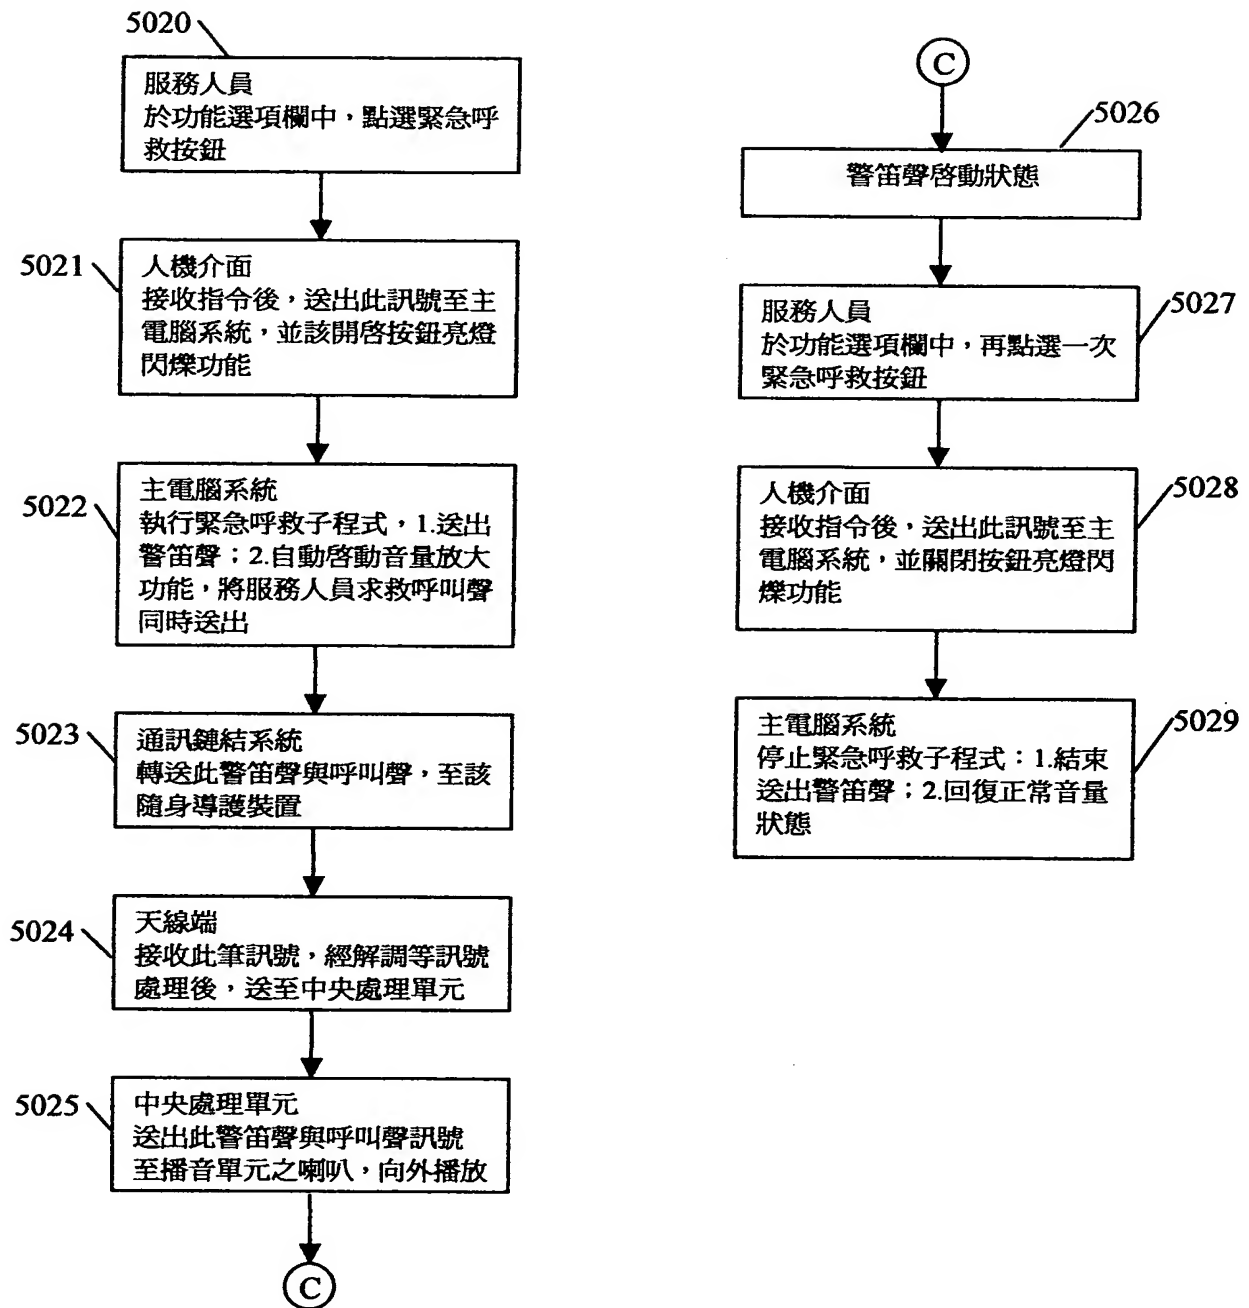 5020
服務人員
於功能選項欄中，點選緊急呼
救按鈕
5021
人機介面
接收指令後，送出此訊號至主
電腦系統，並該開啓按鈕亮燈
閃爍功能
5022
主電腦系統
執行緊急呼救子程式，1.送出
警笛聲；2.自動啓動音量放大
功能，將服務人員求救呼叫聲
同時送出
5023
通訊鏈結系統
轉送此警笛聲與呼叫聲，至該
隨身導護裝置
5024
天線端
接收此筆訊號，經解調等訊號
處理後，送至中央處理單元
5025
中央處理單元
送出此警笛聲與呼叫聲訊號
至播音單元之喇叭，向外播放
C
C
5026
警笛聲啓動狀態
5027
服務人員
於功能選項欄中，再點選一次
緊急呼救按鈕
5028
人機介面
接收指令後，送出此訊號至主
電腦系統，並關閉按鈕亮燈閃
爍功能
5029
主電腦系統
停止緊急呼救子程式：1.結束
送出警笛聲；2.回復正常音量
狀態